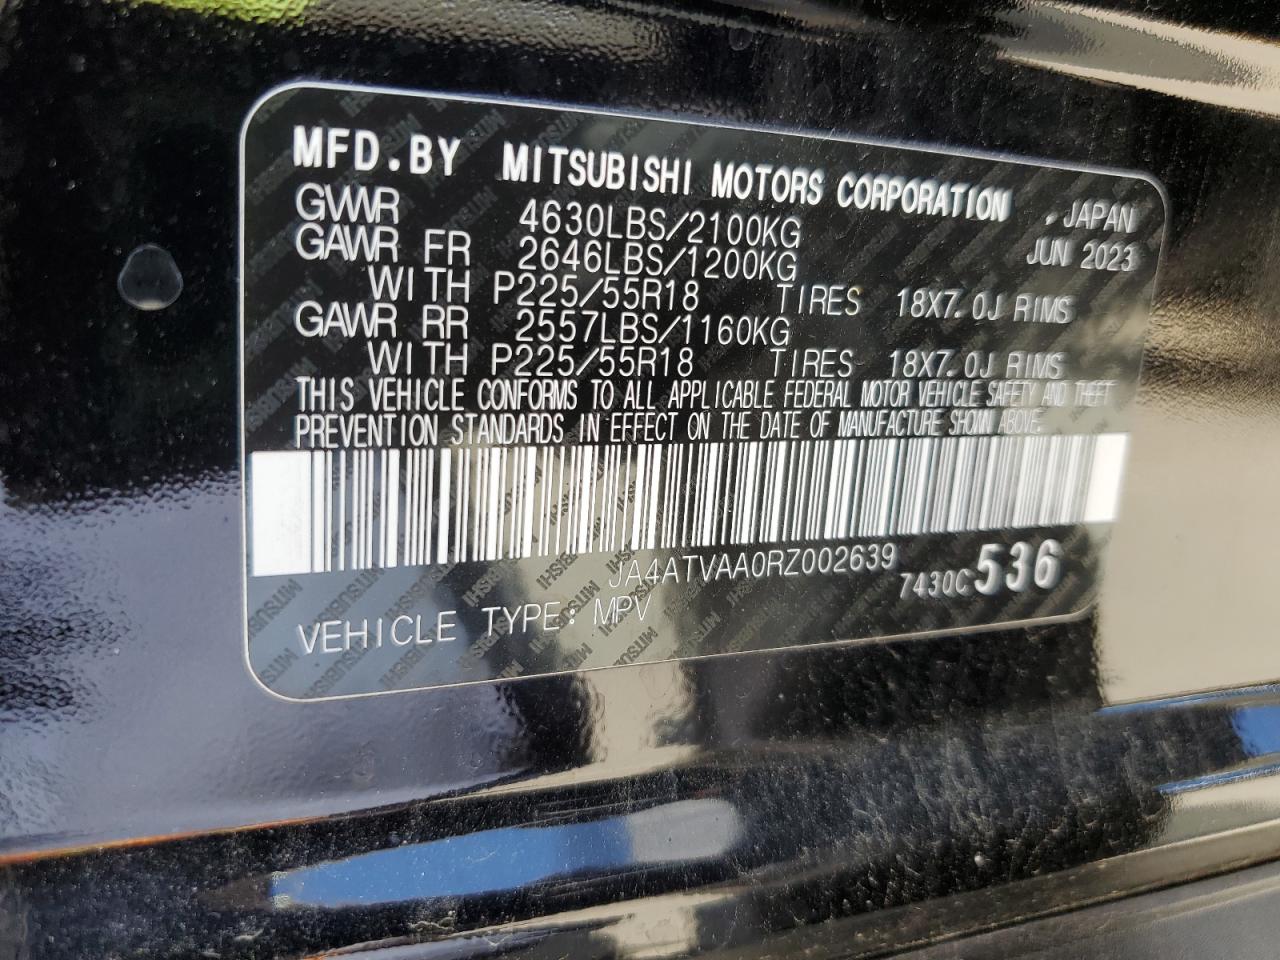 MFD.BY MITSUBISHI MOTORS CORPORATION , JAPAN
GVWR 4630LBS/2100KG JUN 2023
GAWR FR 2646LBS/1200KG
WITH P225/55R18 TIRES 18X7.0J RIMS
GAWR RR 2557LBS/1160KG
WITH P225/55R18 TIRES 18X7.0J RIMS
THIS VEHICLE CONFORMS TO ALL APPLICABLE FEDERAL MOTOR VEHICLE SAFETY AND THEFT
PREVENTION STANDARDS IN EFFECT ON THE DATE OF MANUFACTURE SHOWN ABOVE.
JA4ATVAA0RZ002639 7430C 536
VEHICLE TYPE: MPV